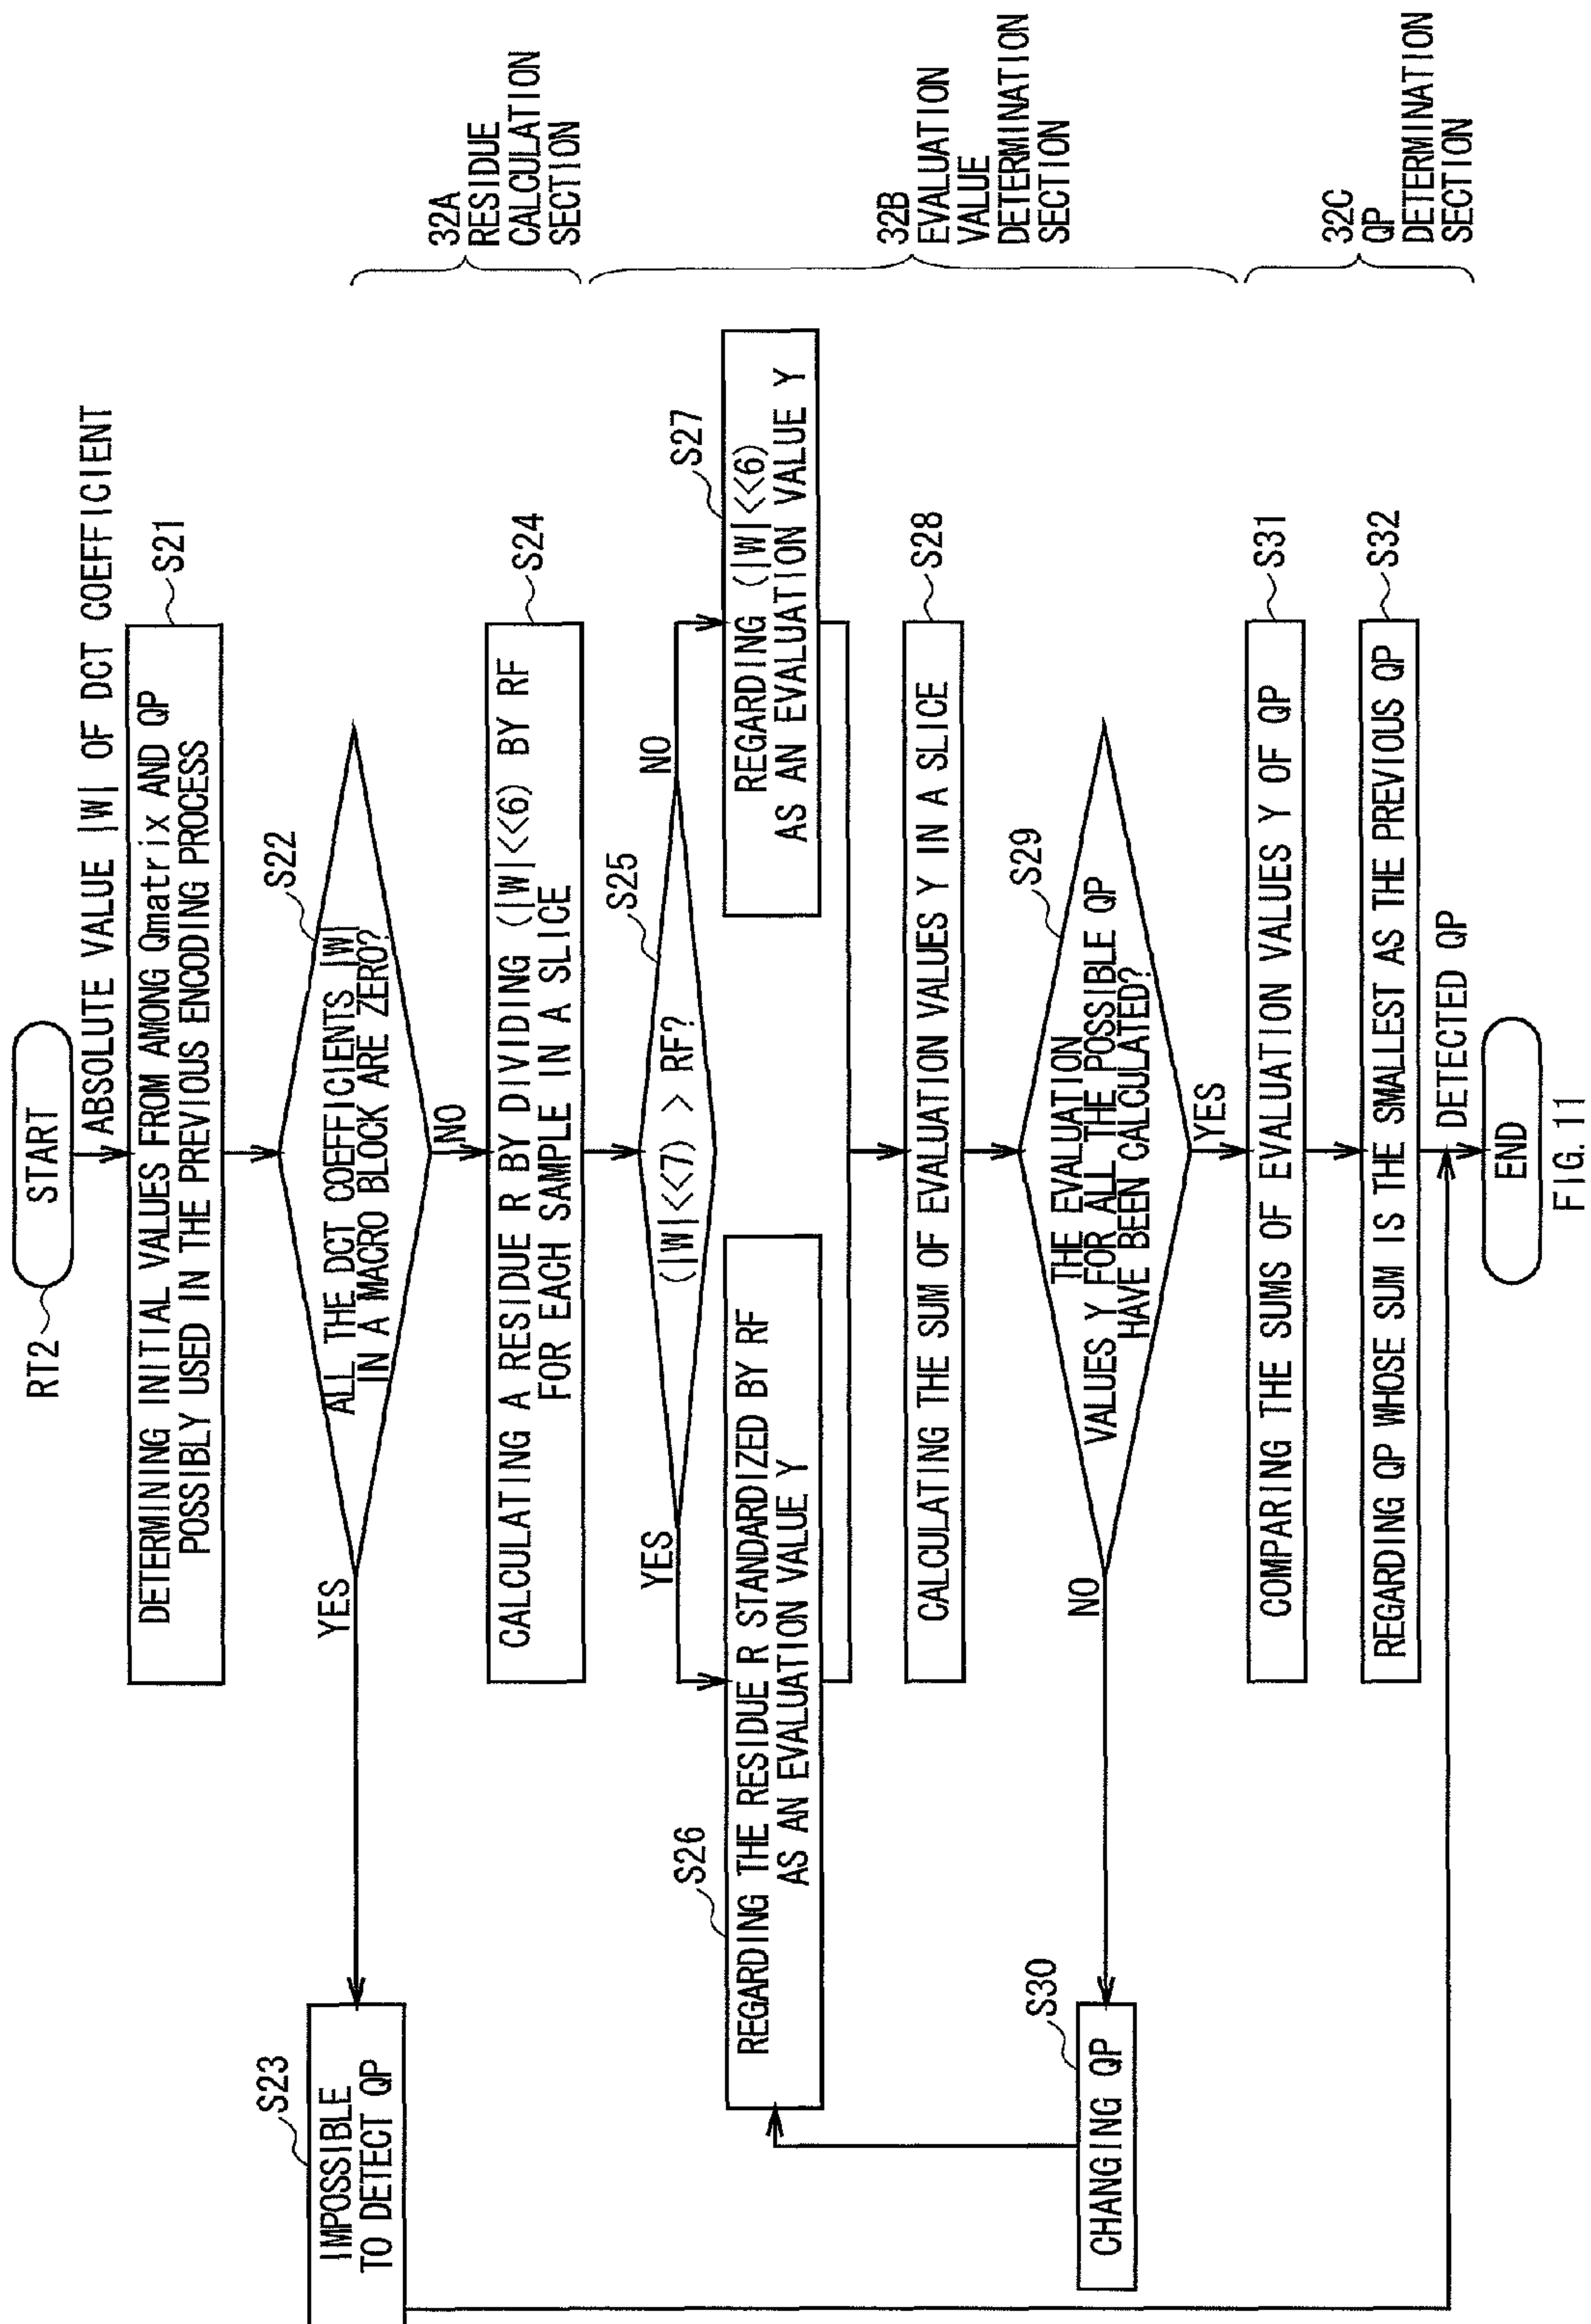 RT2
START
ABSOLUTE VALUE |W| OF DCT COEFFICIENT
S21
DETERMINING INITIAL VALUES FROM AMONG Qmatrix AND QP
POSSIBLY USED IN THE PREVIOUS ENCODING PROCESS
S22
ALL THE DCT COEFFICIENTS |W|
IN A MACRO BLOCK ARE ZERO?
YES
NO
S23
IMPOSSIBLE
TO DETECT QP
S24
CALCULATING A RESIDUE R BY DIVIDING (|W|<<6) BY RF
FOR EACH SAMPLE IN A SLICE
32A
RESIDUE
CALCULATION
SECTION
S25
(|W|<<7) > RF?
YES
NO
S26
REGARDING THE RESIDUE R STANDARDIZED BY RF
AS AN EVALUATION VALUE Y
S27
REGARDING (|W|<<6)
AS AN EVALUATION VALUE Y
S28
CALCULATING THE SUM OF EVALUATION VALUES Y IN A SLICE
32B
EVALUATION
VALUE
DETERMINATION
SECTION
S29
THE EVALUATION
VALUES Y FOR ALL THE POSSIBLE QP
HAVE BEEN CALCULATED?
NO
YES
S30
CHANGING QP
S31
COMPARING THE SUMS OF EVALUATION VALUES Y OF QP
S32
REGARDING QP WHOSE SUM IS THE SMALLEST AS THE PREVIOUS QP
32C
QP
DETERMINATION
SECTION
DETECTED QP
END
FIG. 11